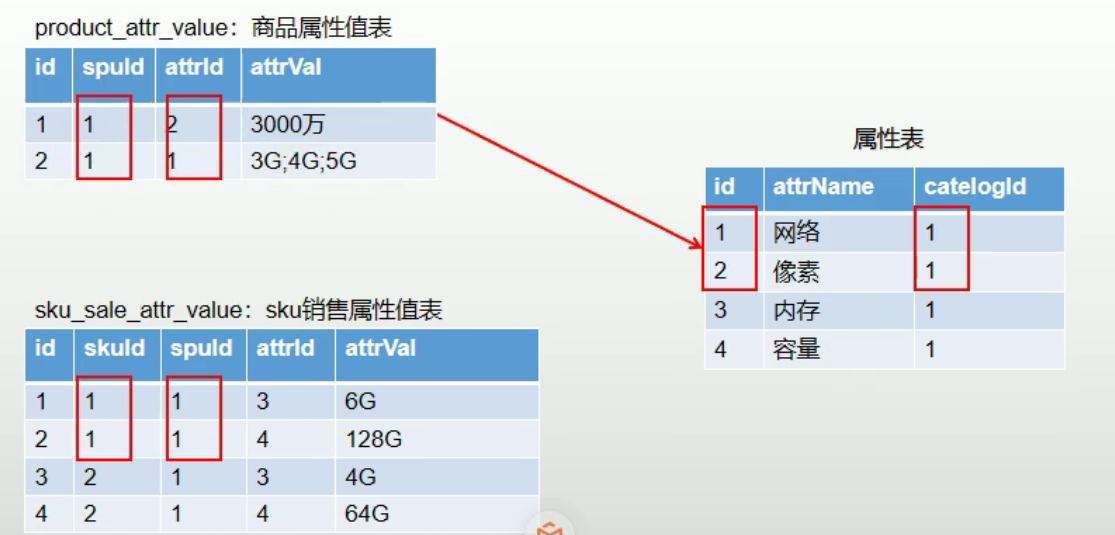 product_attr_value：商品属性值表
id spuId attrId attrVal
1 1 2 3000万
2 1 1 3G;4G;5G
属性表
id attrName catelogId
1 网络 1
2 像素 1
3 内存 1
4 容量 1
sku_sale_attr_value：sku销售属性值表
id skuId spuId attrId attrVal
1 1 1 3 6G
2 1 1 4 128G
3 2 1 3 4G
4 2 1 4 64G